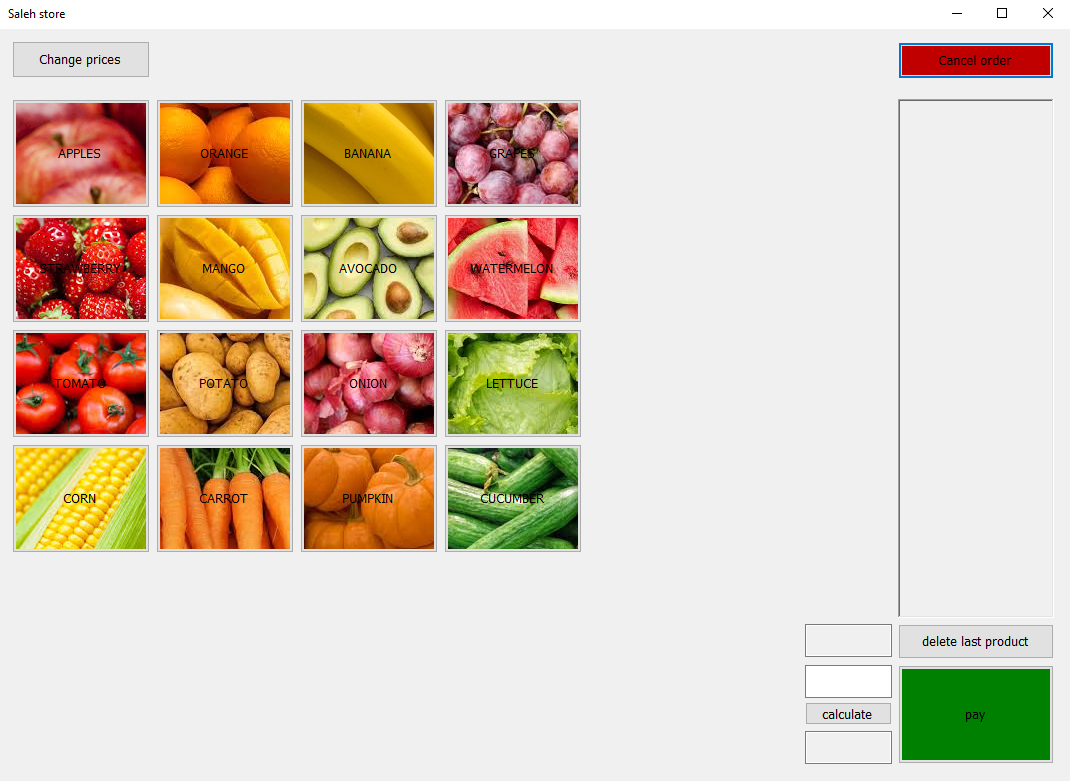 Saleh store
Change prices
Cancel order
APPLES
ORANGE
BANANA
GRAPES
STRAWBERRY
MANGO
AVOCADO
WATERMELON
TOMATO
POTATO
ONION
LETTUCE
CORN
CARROT
PUMPKIN
CUCUMBER
delete last product
calculate
pay